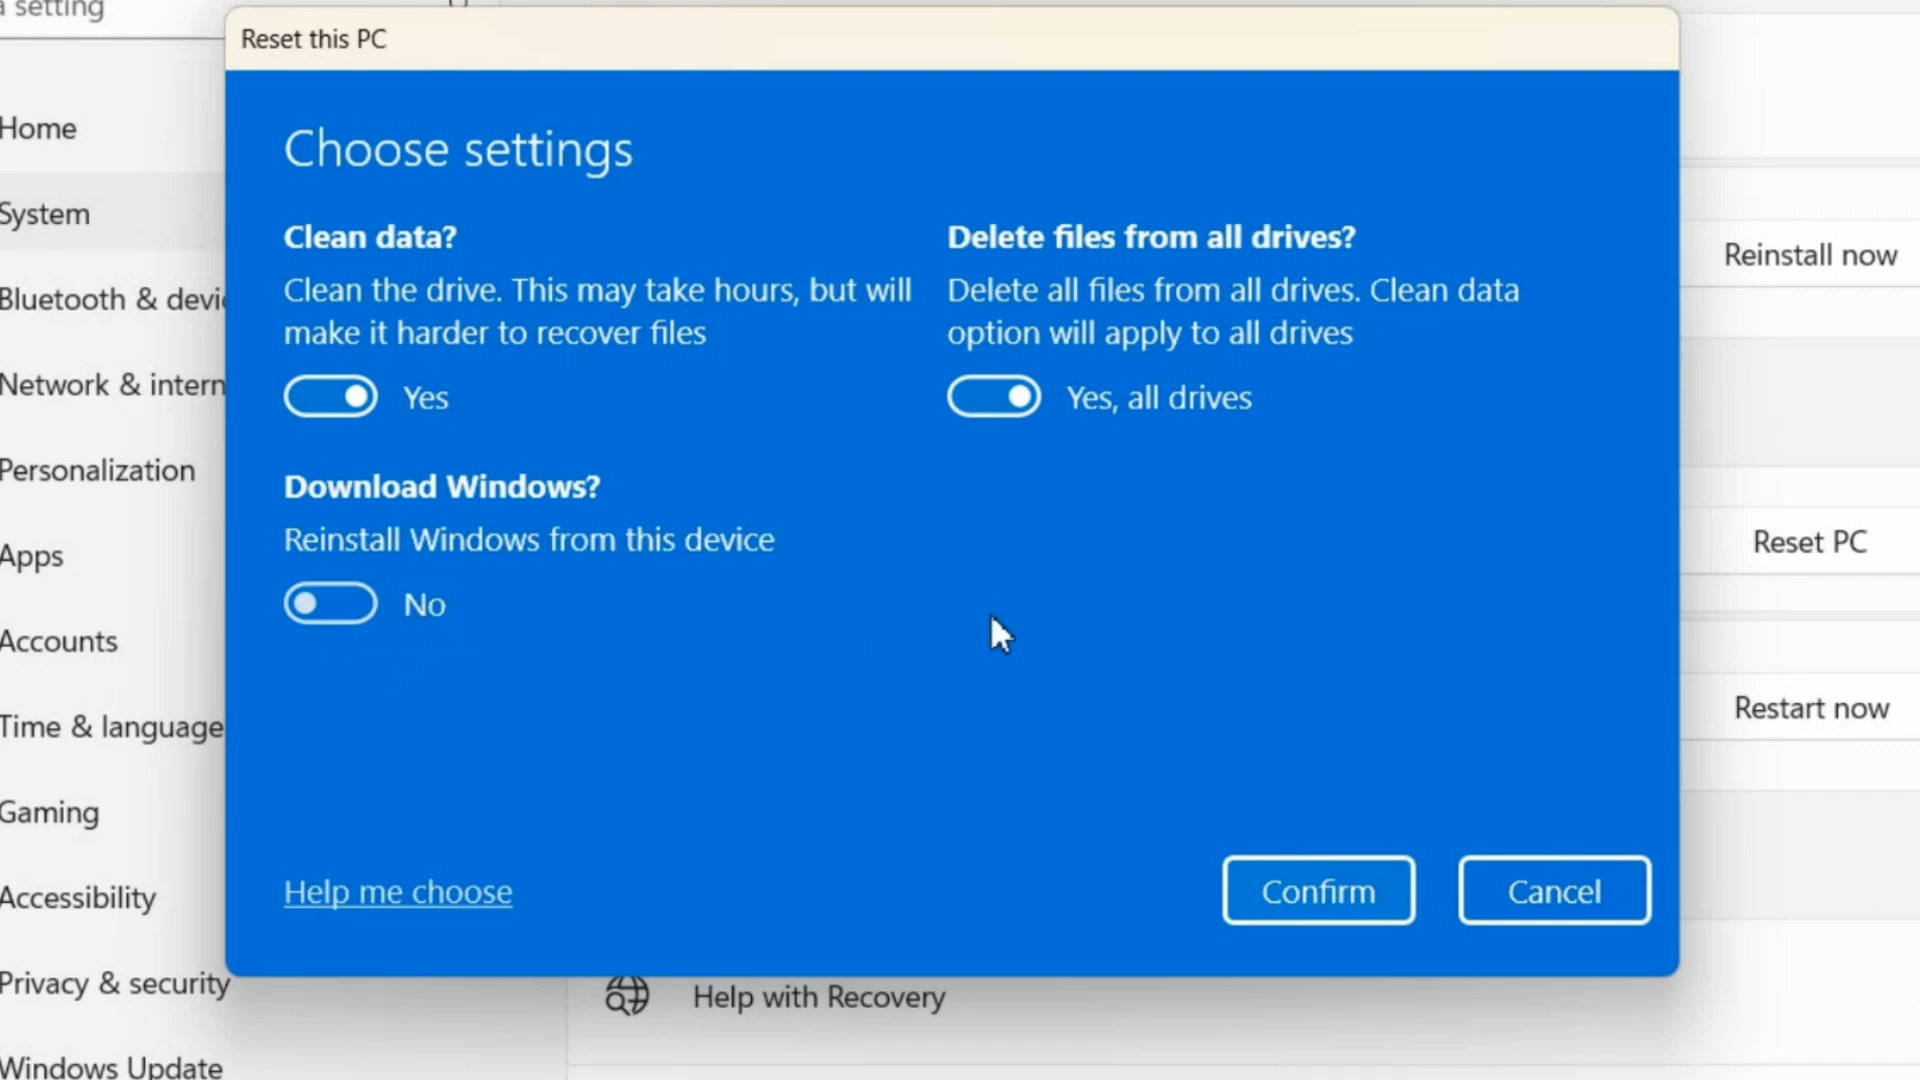 a setting
Reset this PC
Home
System
Bluetooth & devic
Network & intern
Personalization
Apps
Accounts
Time & language
Gaming
Accessibility
Privacy & security
Windows Update
Choose settings
Clean data?
Clean the drive. This may take hours, but will
make it harder to recover files
Yes
Delete files from all drives?
Delete all files from all drives. Clean data
option will apply to all drives
Yes, all drives
Download Windows?
Reinstall Windows from this device
No
Help me choose
Confirm
Cancel
Reinstall now
Reset PC
Restart now
Help with Recovery